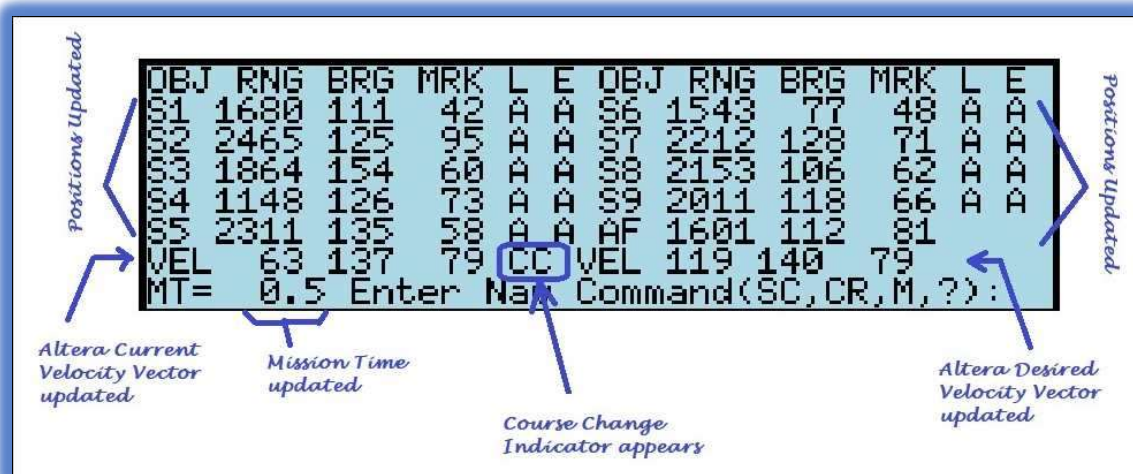 OBJ RNG BRG MRK L E OBJ RNG BRG MRK L E
S1 1680 111 42 A A S6 1543 77 48 A A
S2 2465 125 95 A A S7 2212 128 71 A A
S3 1864 154 60 A A S8 2153 106 62 A A
S4 1148 126 73 A A S9 2011 118 66 A A
S5 2311 135 58 A A AF 1601 112 81
VEL 63 137 79 CC VEL 119 140 79
MT= 0.5 Enter Nav Command(SC,CR,M,?):
Positions Updated
Positions Updated
Altera Current
Velocity Vector
updated
Mission Time
updated
Course Change
Indicator appears
Altera Desired
Velocity Vector
updated